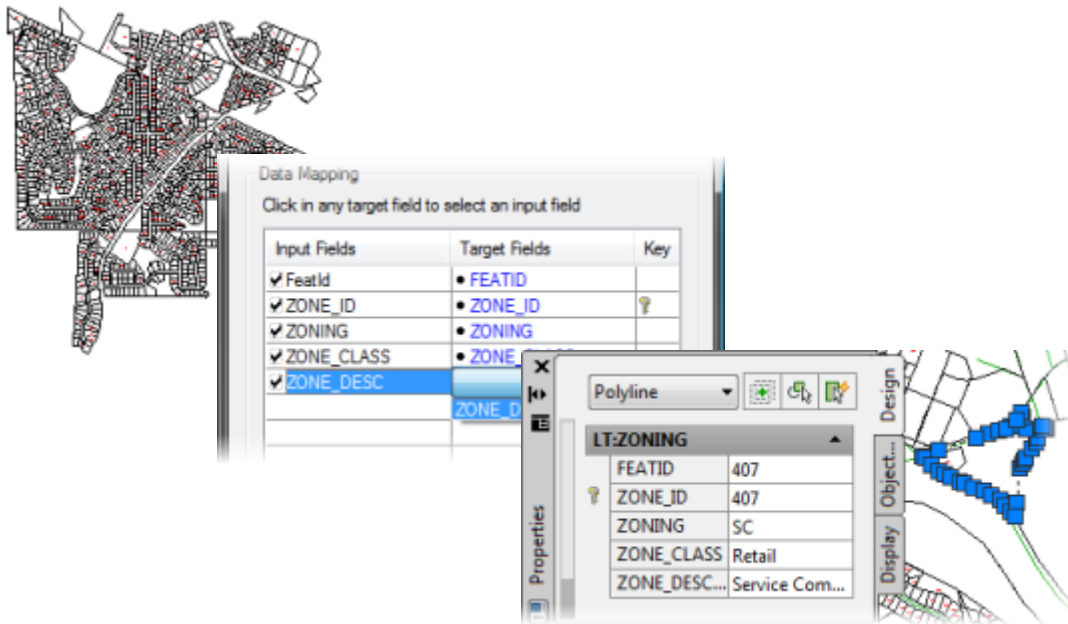 Data Mapping
Click in any target field to select an input field
Input Fields Target Fields Key
FeatId • FEATID
ZONE_ID • ZONE_ID
ZONING • ZONING
ZONE_CLASS • ZONE_
ZONE_DESC
ZONE_D
Polyline
LT:ZONING
FEATID 407
ZONE_ID 407
ZONING SC
ZONE_CLASS Retail
ZONE_DESC... Service Com...
Properties
Design
Object...
Display